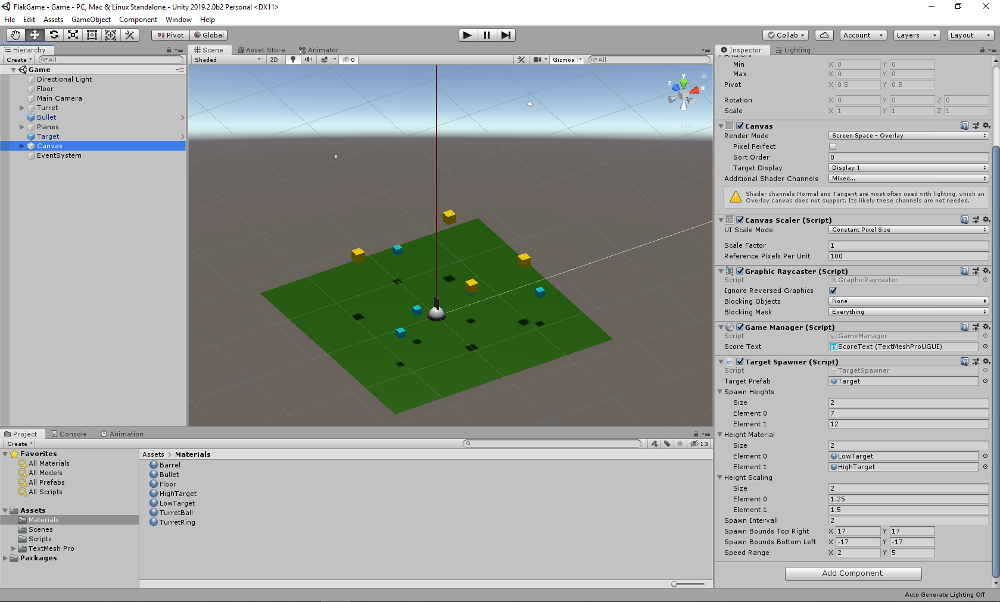 FlakGame - Game - PC, Mac & Linux Standalone - Unity 2019.2.0b2 Personal <DX11>
File Edit Assets GameObject Component Window Help
Pivot Global Collab Account Layers Layout
Hierarchy
Create All
Game
Directional Light
Floor
Main Camera
Turret
Bullet
Planes
Target
Canvas
EventSystem
Scene Asset Store Animator
Shaded 2D 0 Gizmos All
y
z
x
Iso
Project Console Animation
Create 13
Favorites
All Materials
All Models
All Prefabs
All Scripts
Assets
Materials
Scenes
Scripts
TextMesh Pro
Packages
Assets > Materials
Barrel
Bullet
Floor
HighTarget
LowTarget
TurretBall
TurretRing
Inspector Lighting
Anchors
Min X 0 Y 0
Max X 0 Y 0
Pivot X 0.5 Y 0.5
Rotation X 0 Y 0 Z 0
Scale X 1 Y 1 Z 1
Canvas
Render Mode Screen Space - Overlay
Pixel Perfect
Sort Order 0
Target Display Display 1
Additional Shader Channels Mixed...
Shader channels Normal and Tangent are most often used with lighting, which an
Overlay canvas does not support. Its likely these channels are not needed.
Canvas Scaler (Script)
UI Scale Mode Constant Pixel Size
Scale Factor 1
Reference Pixels Per Unit 100
Graphic Raycaster (Script)
Script GraphicRaycaster
Ignore Reversed Graphics
Blocking Objects None
Blocking Mask Everything
Game Manager (Script)
Script GameManager
Score Text ScoreText (TextMeshProUGUI)
Target Spawner (Script)
Script TargetSpawner
Target Prefab Target
Spawn Heights
Size 2
Element 0 7
Element 1 12
Height Material
Size 2
Element 0 LowTarget
Element 1 HighTarget
Height Scaling
Size 2
Element 0 1.25
Element 1 1.5
Spawn Intervall 2
Spawn Bounds Top Right X 17 Y 17
Spawn Bounds Bottom Left X -17 Y -17
Speed Range X 2 Y 5
Add Component
Auto Generate Lighting Off